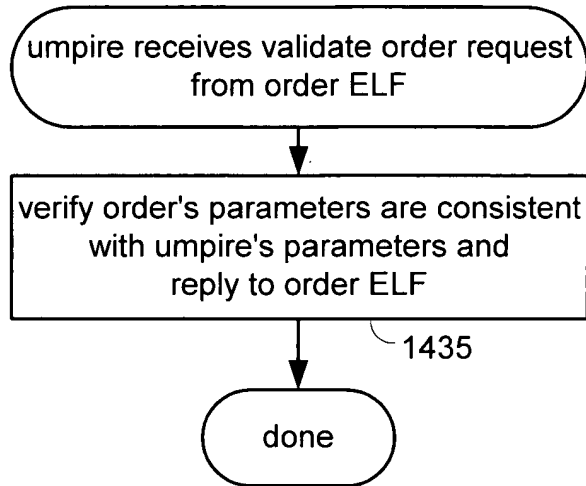 umpire receives validate order request
from order ELF
verify order's parameters are consistent
with umpire's parameters and
reply to order ELF
1435
done